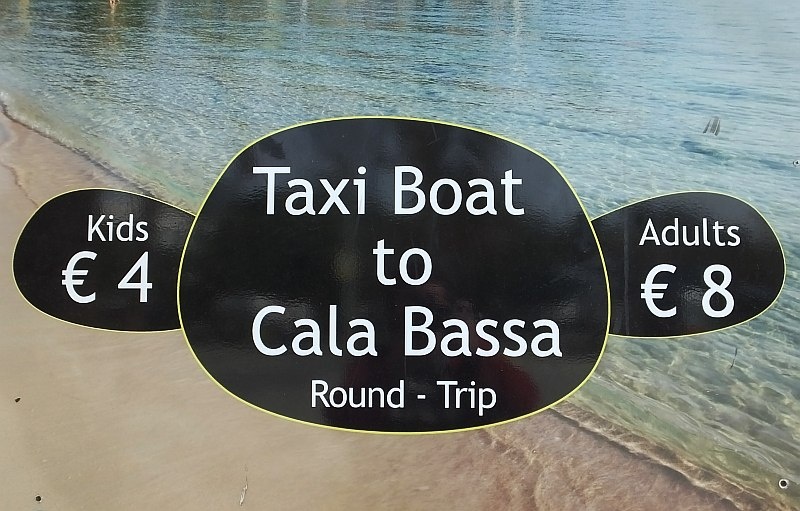 Kids
€ 4
Taxi Boat
to
Cala Bassa
Round - Trip
Adults
€ 8